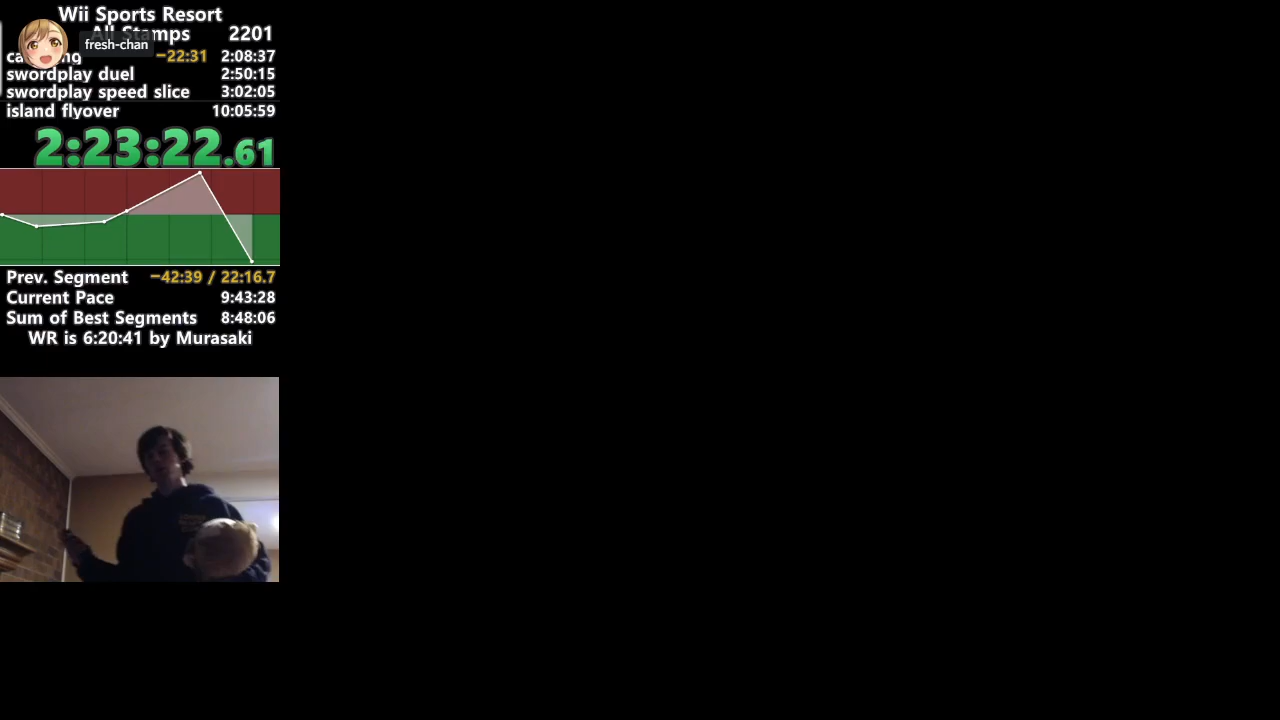 Wii Sports Resort
All Stamps 2201
fresh-chan
−22:31 2:08:37
swordplay duel 2:50:15
swordplay speed slice 3:02:05
island flyover 10:05:59
2:23:22.61
Prev. Segment −42:39 / 22:16.7
Current Pace 9:43:28
Sum of Best Segments 8:48:06
WR is 6:20:41 by Murasaki